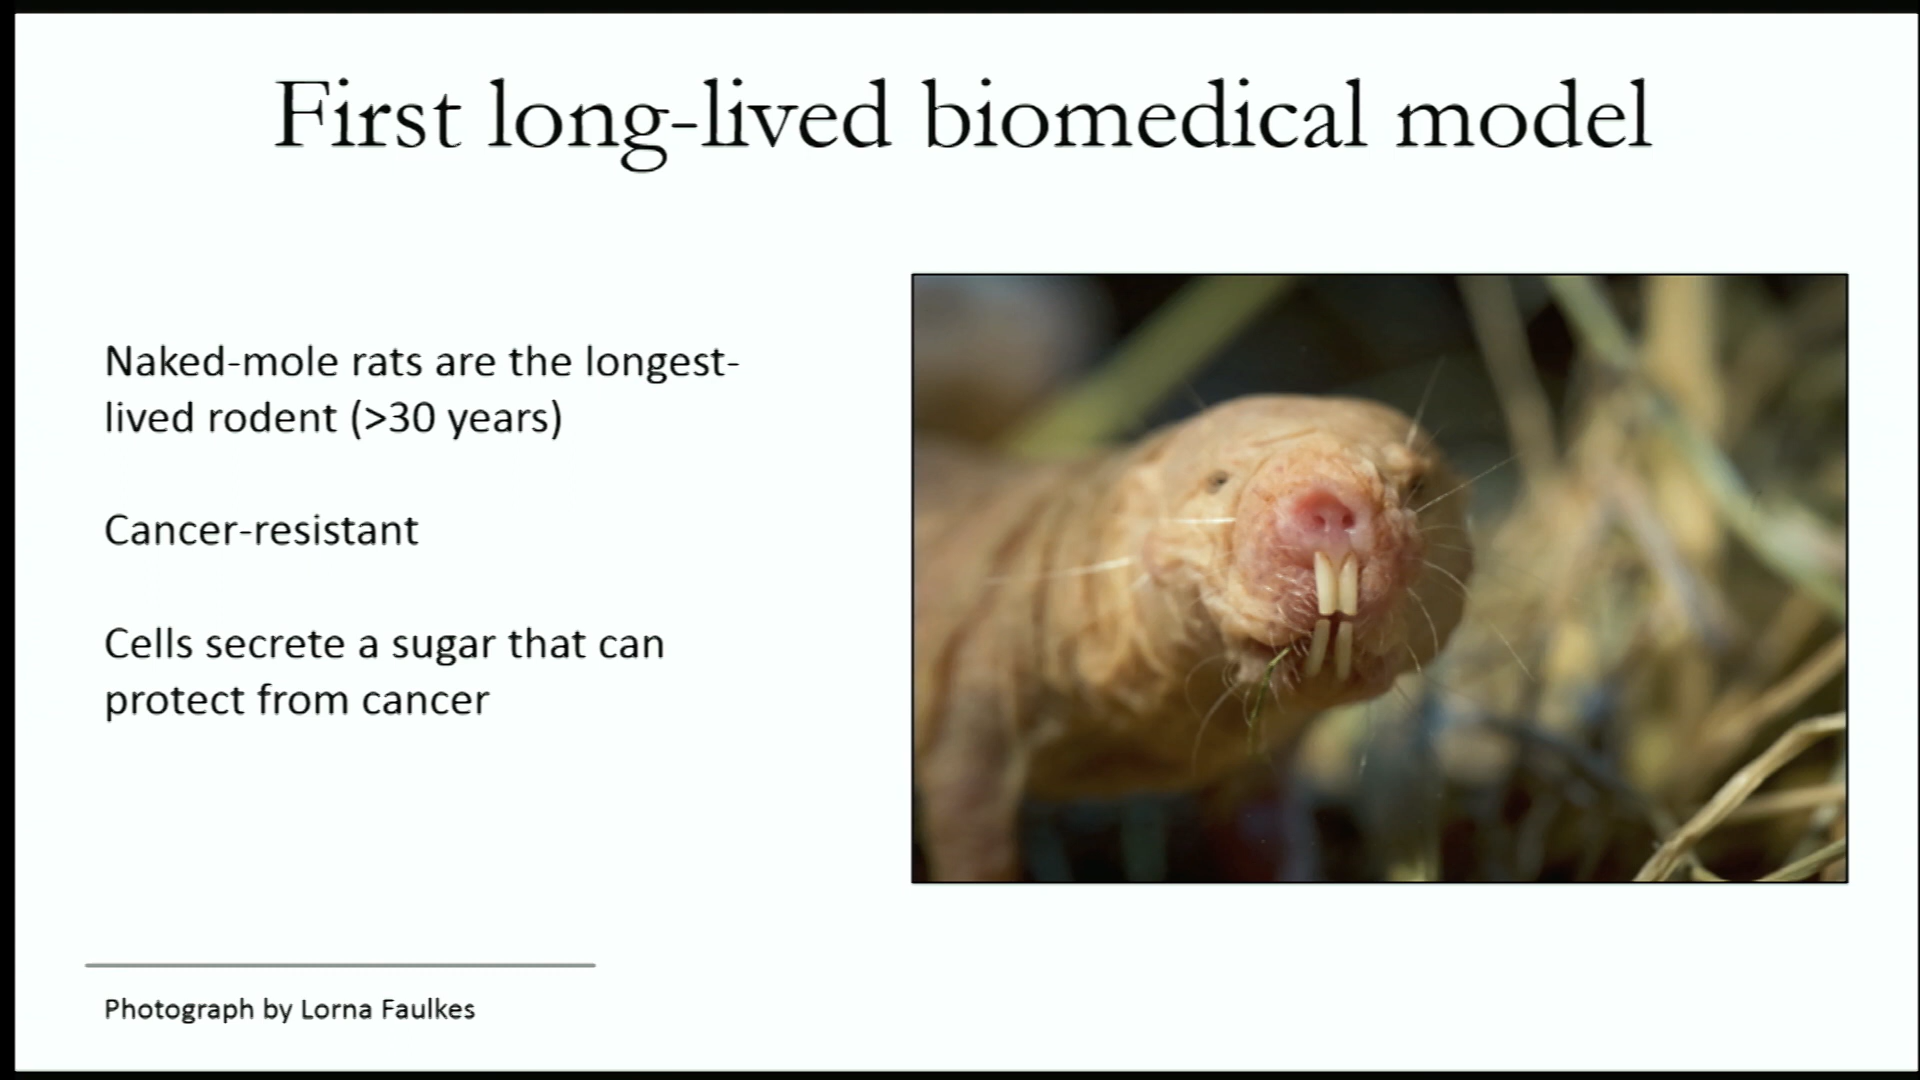 First long-lived biomedical model
Naked-mole rats are the longest-
lived rodent (>30 years)
Cancer-resistant
Cells secrete a sugar that can
protect from cancer
Photograph by Lorna Faulkes